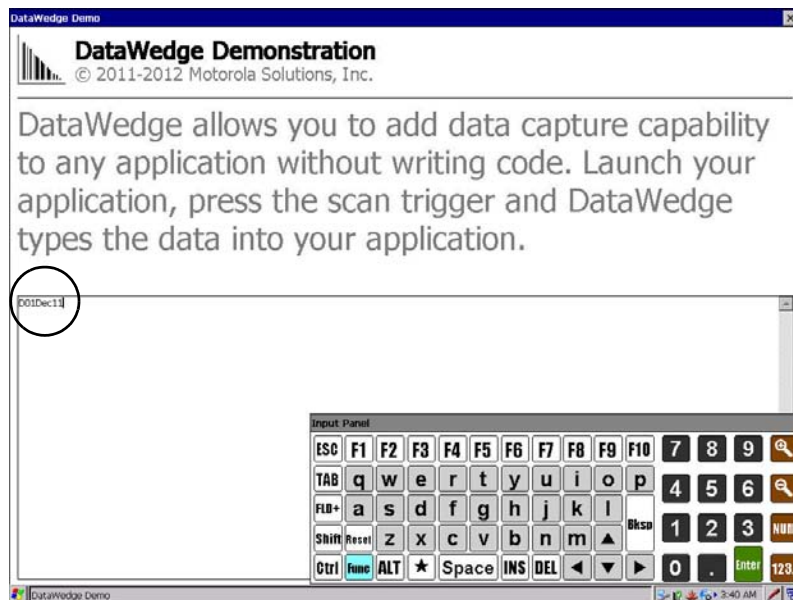 DataWedge Demo
DataWedge Demonstration
© 2011-2012 Motorola Solutions, Inc.
DataWedge allows you to add data capture capability
to any application without writing code. Launch your
application, press the scan trigger and DataWedge
types the data into your application.
D01Dec11
Input Panel
ESC F1 F2 F3 F4 F5 F6 F7 F8 F9 F10 7 8 9
TAB q w e r t y u i o p 4 5 6
FLD+ a s d f g h j k l Bksp
Shift Reset z x c v b n m 1 2 3 NUM
Ctrl Func ALT Space INS DEL 0 . Enter 123
DataWedge Demo 3:40 AM